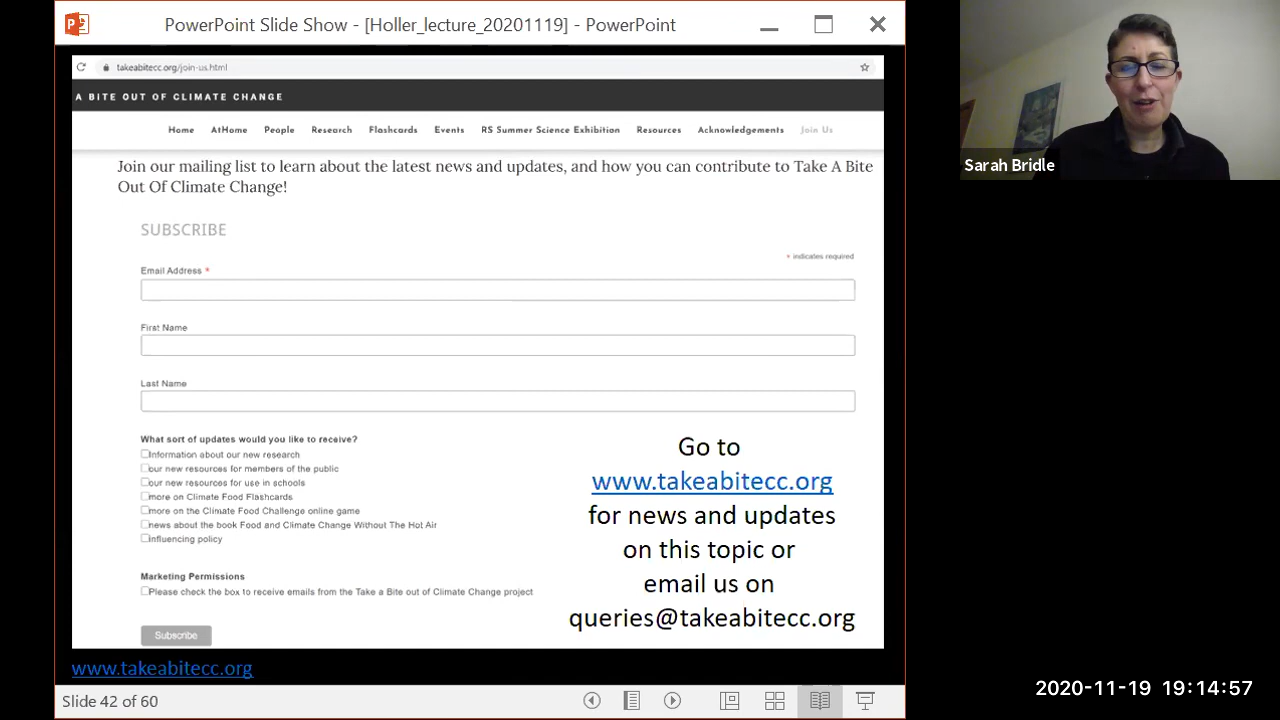 PowerPoint Slide Show - [Holler_lecture_20201119] - PowerPoint
takeabitecc.org/join-us.html
A BITE OUT OF CLIMATE CHANGE
Home AtHome People Research Flashcards Events RS Summer Science Exhibition Resources Acknowledgements Join Us
Join our mailing list to learn about the latest news and updates, and how you can contribute to Take A Bite
Out Of Climate Change!
SUBSCRIBE
* indicates required
Email Address *
First Name
Last Name
What sort of updates would you like to receive?
Information about our new research
our new resources for members of the public
our new resources for use in schools
more on Climate Food Flashcards
more on the Climate Food Challenge online game
news about the book Food and Climate Change Without The Hot Air
influencing policy
Marketing Permissions
Please check the box to receive emails from the Take a Bite out of Climate Change project
Subscribe
Go to
www.takeabitecc.org
for news and updates
on this topic or
email us on
queries@takeabitecc.org
www.takeabitecc.org
Slide 42 of 60
Sarah Bridle
2020-11-19 19:14:57